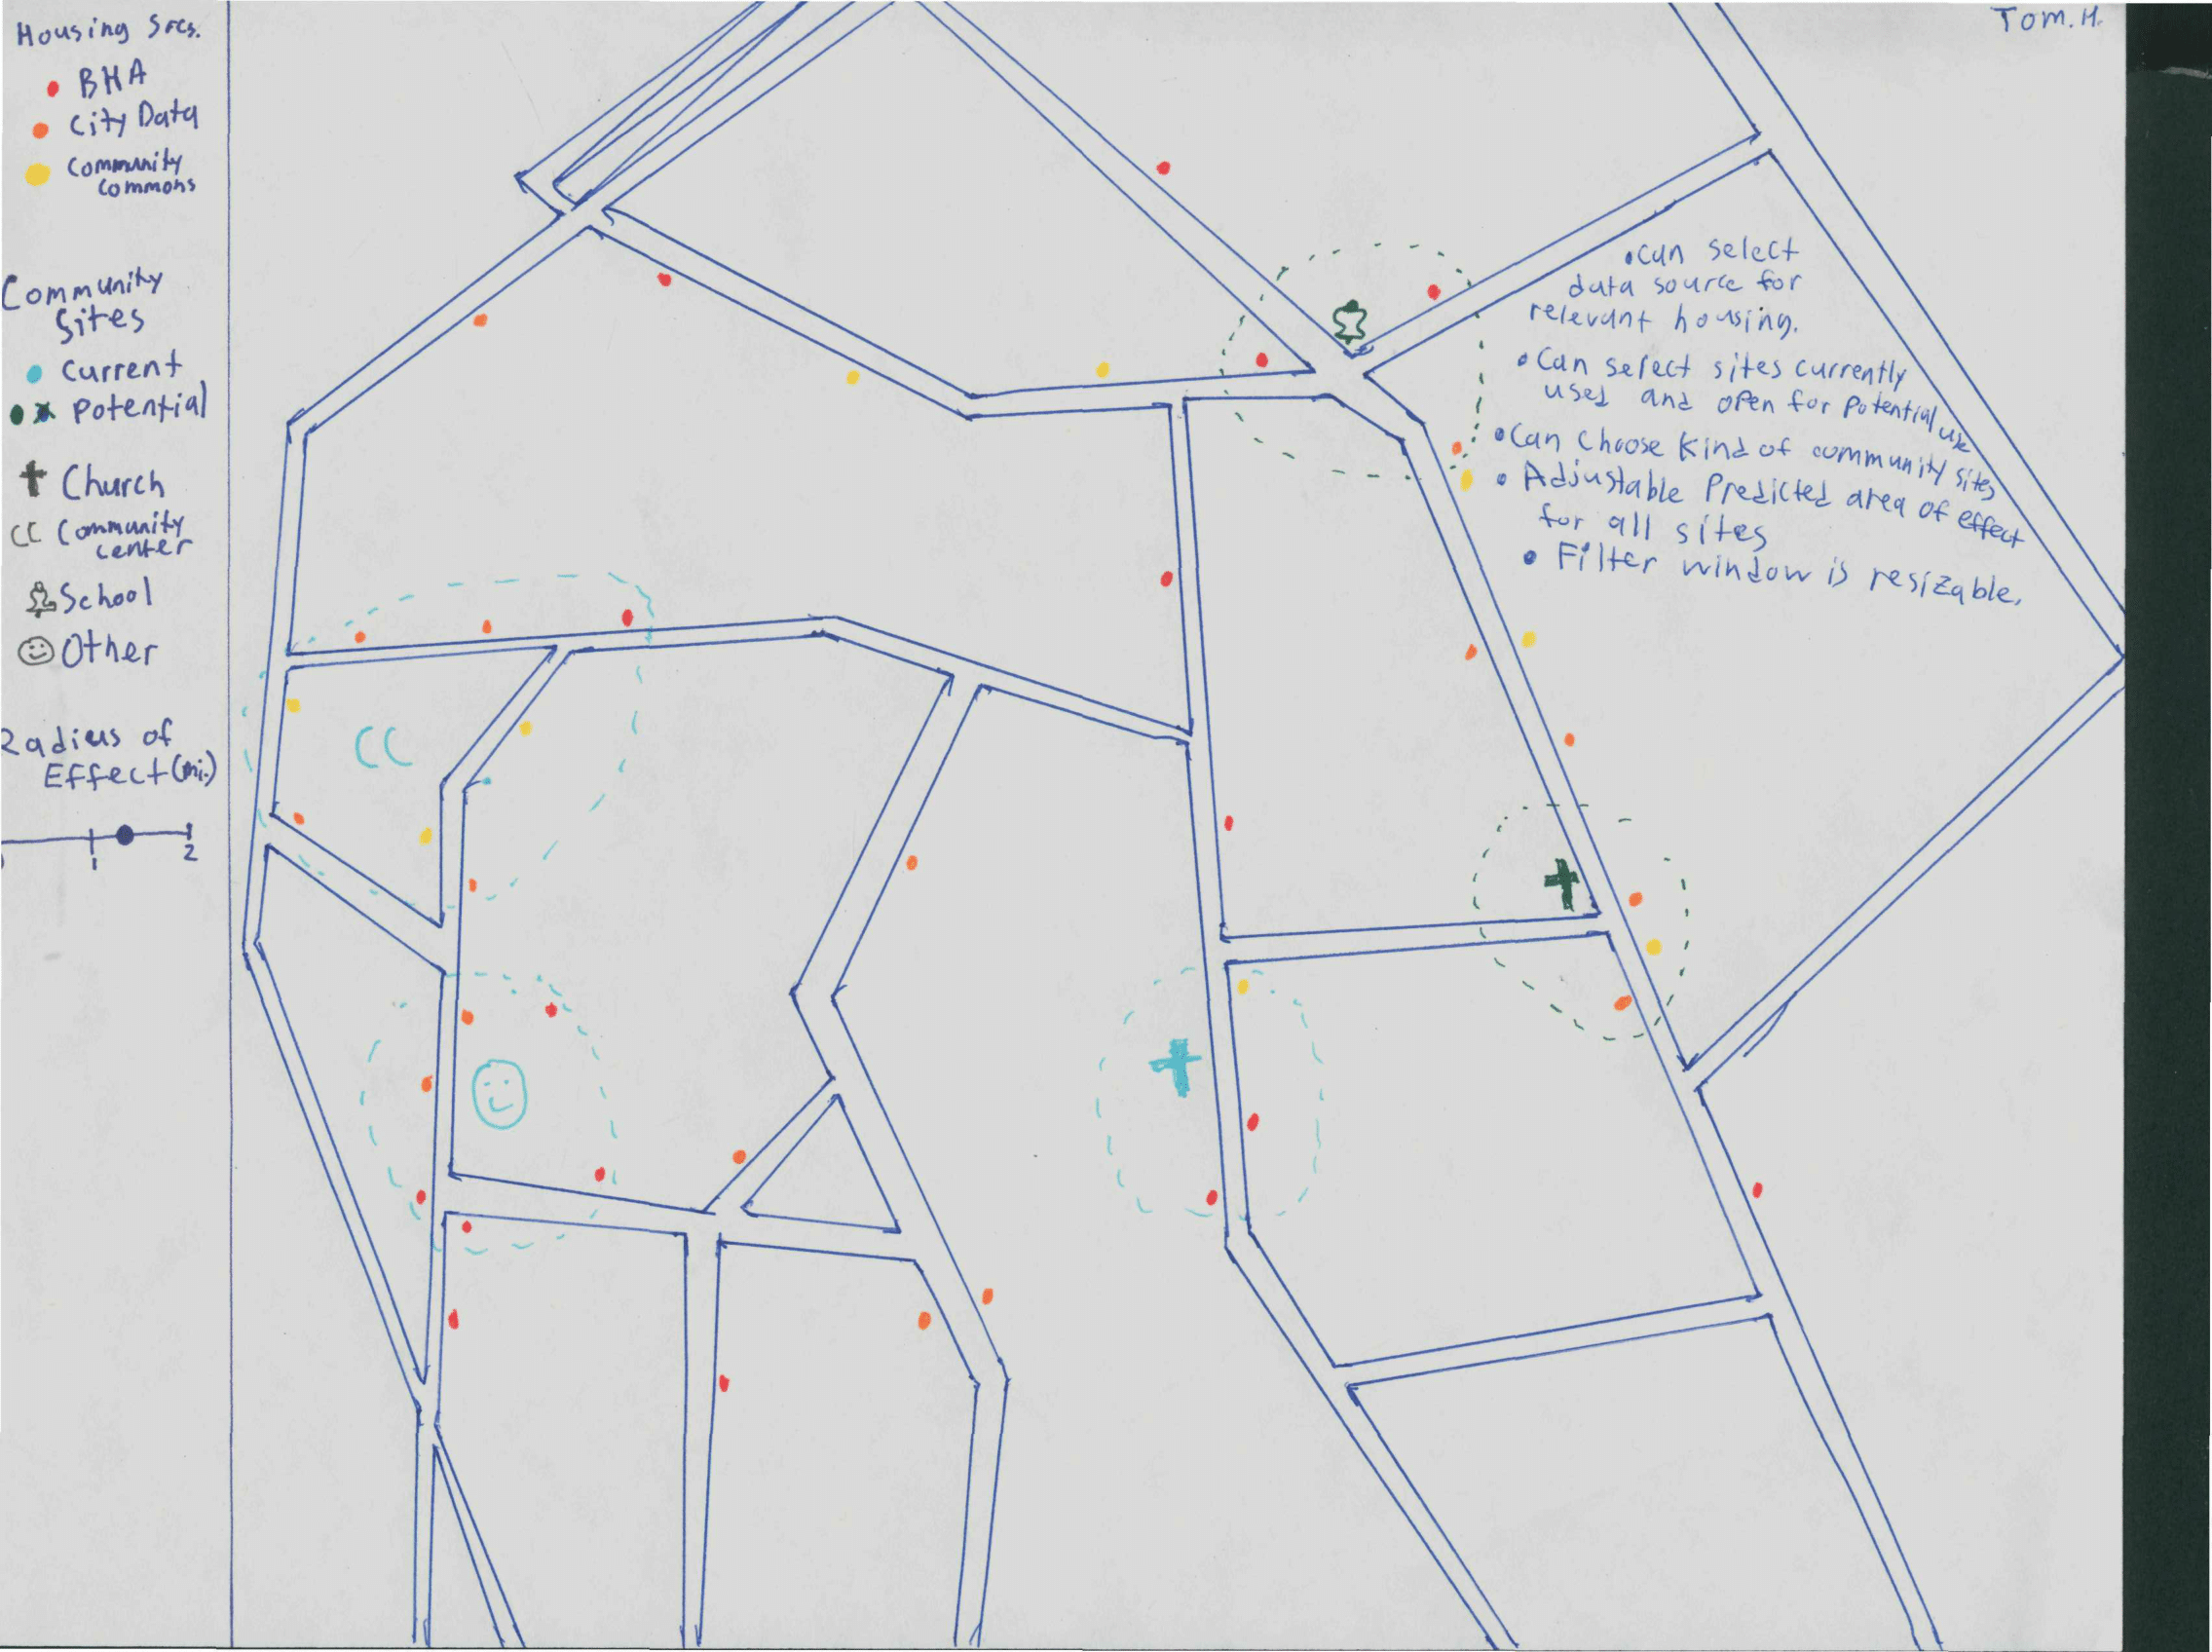 Housing Srcs.
BHA
City Data
Community
Commons
Community
Sites
Current
Potential
Church
CC Community
center
School
Other
Radius of
Effect (mi.)
1
2
Tom. H.
CC
• Can select
data source for
relevant housing.
• Can select sites currently
used and open for potential use
• Can choose kind of community sites
• Adjustable Predicted area of effect
for all sites
• Filter window is resizable.